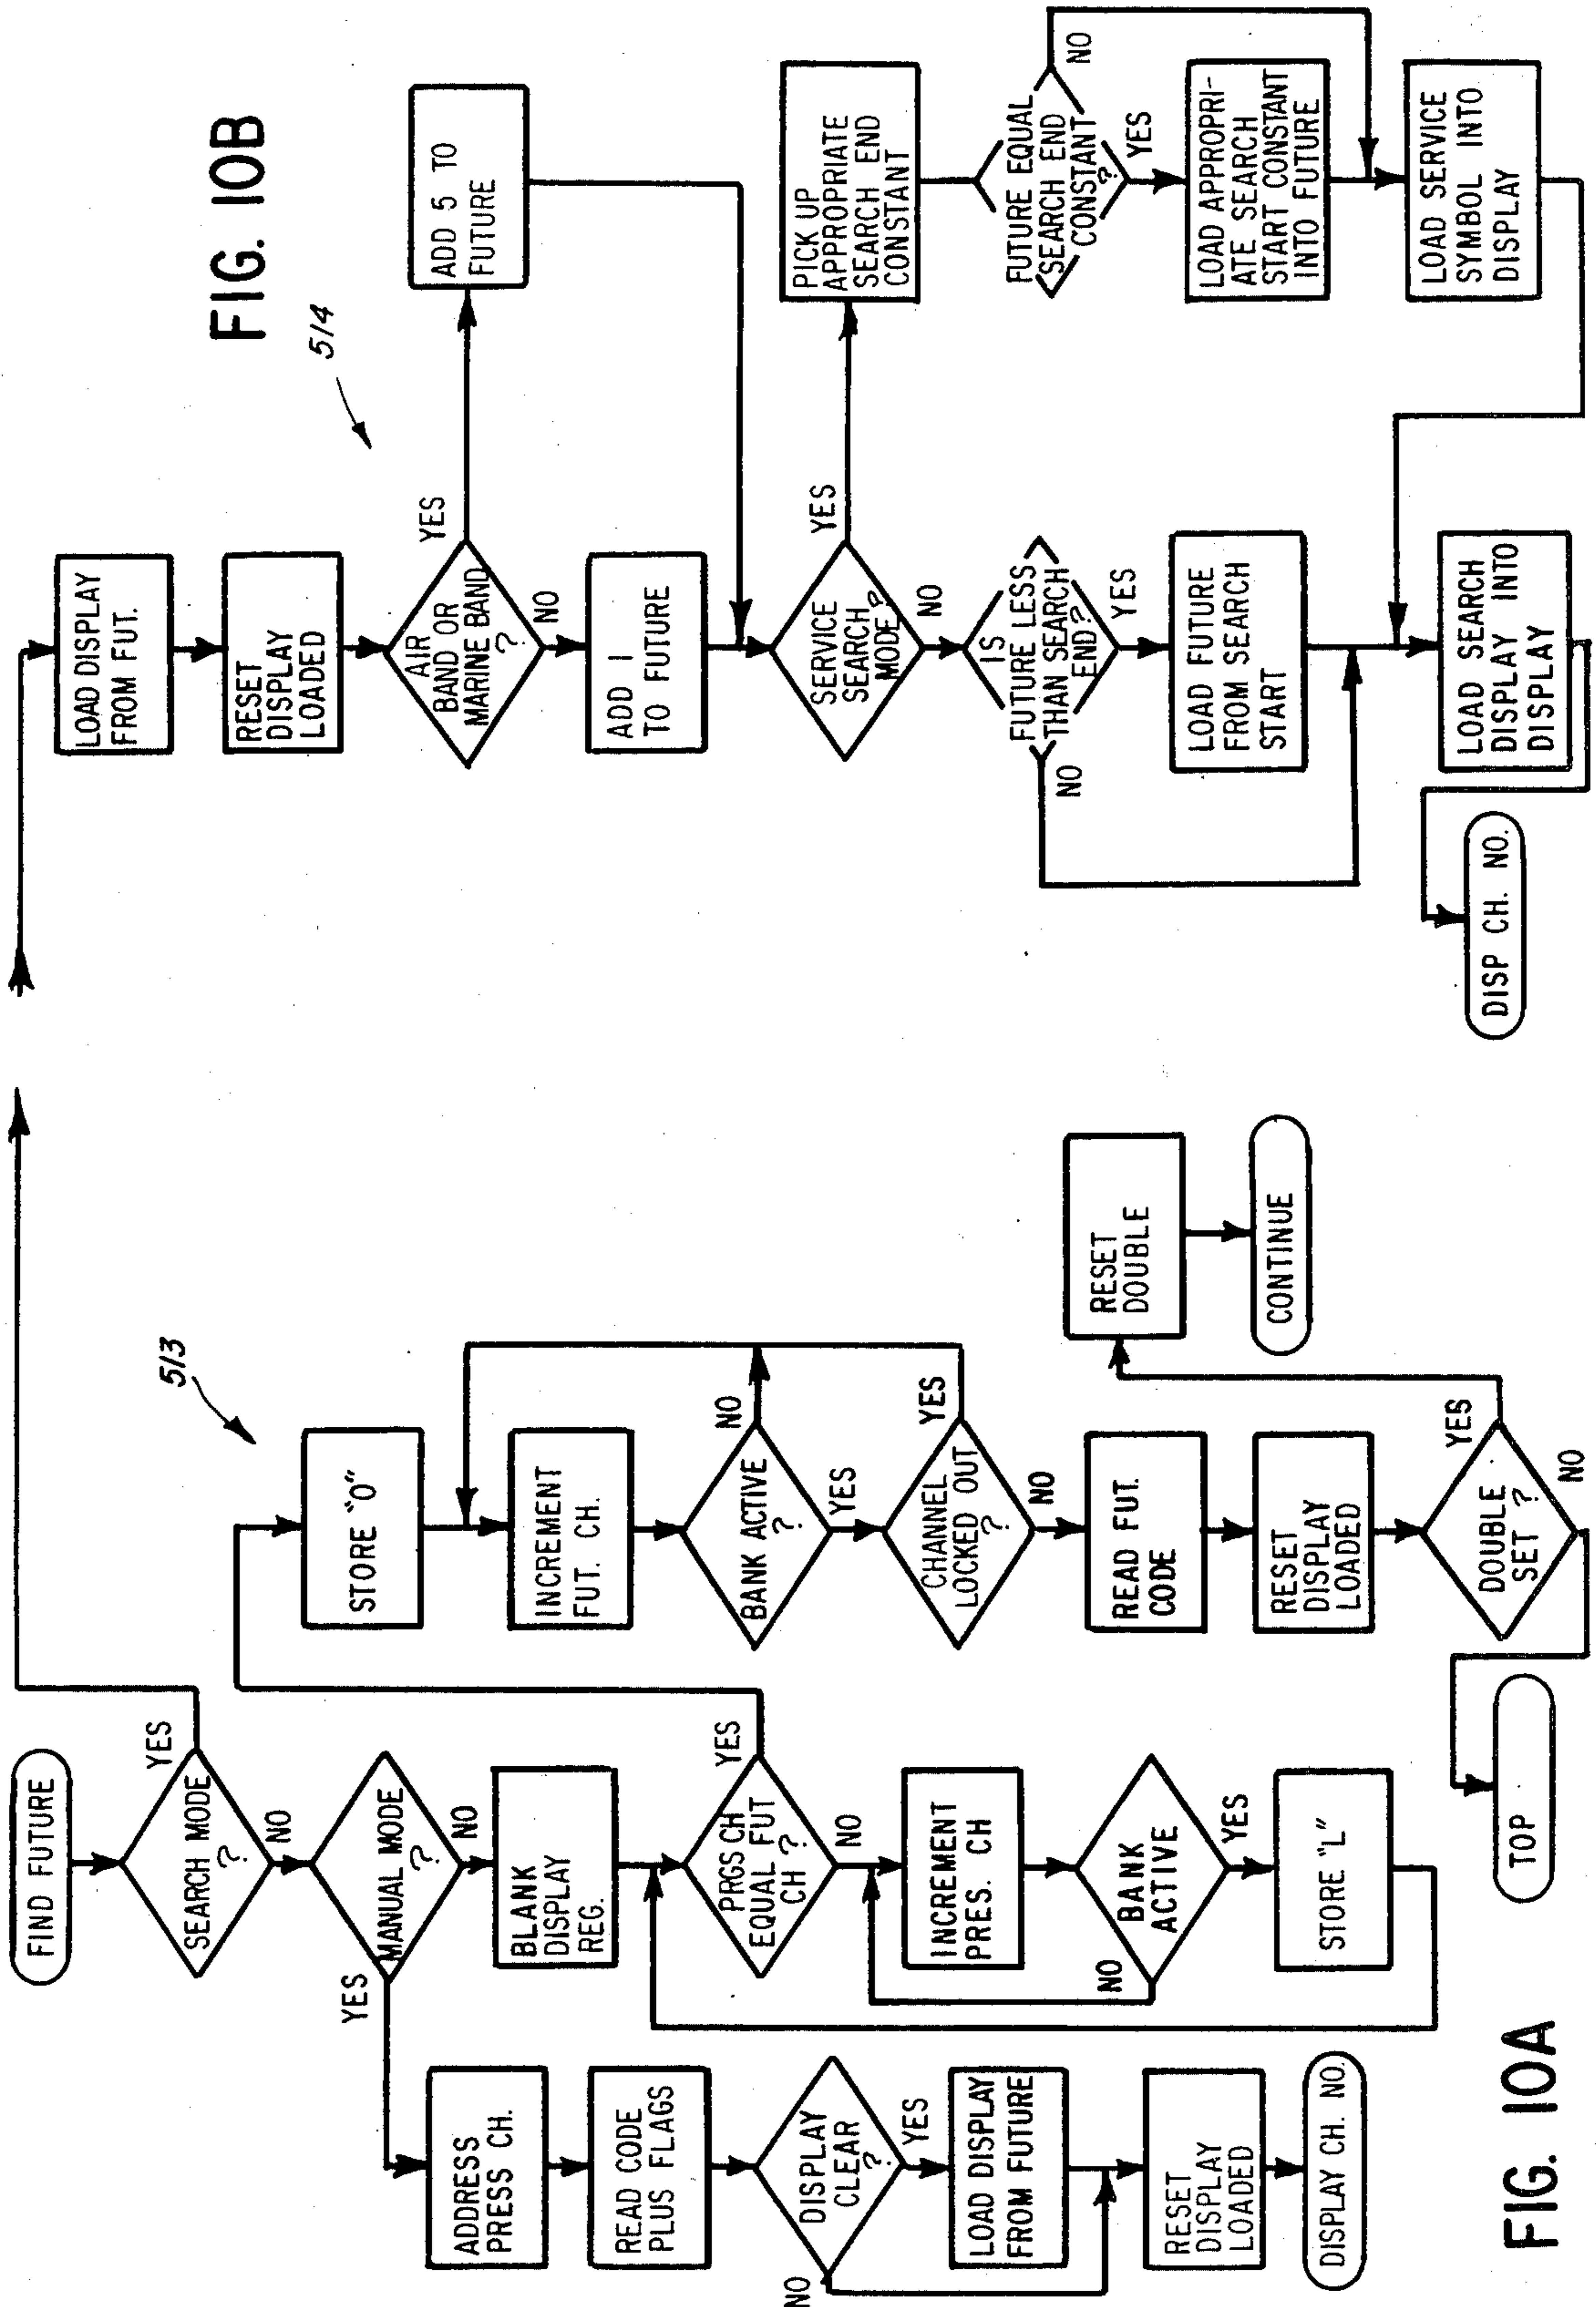 FIND FUTURE
SEARCH MODE
?
YES
NO
MANUAL MODE
?
YES
NO
ADDRESS
PRESS CH.
READ CODE
PLUS FLAGS
DISPLAY
CLEAR
?
NO
YES
LOAD DISPLAY
FROM FUTURE
RESET
DISPLAY
LOADED
DISPLAY CH. NO.
BLANK
DISPLAY
REG.
PRGS CH
EQUAL FUT
CH ?
YES
NO
INCREMENT
PRES. CH
BANK
ACTIVE
NO
YES
STORE "L"
513
STORE "0"
INCREMENT
FUT. CH.
BANK ACTIVE
?
NO
YES
CHANNEL
LOCKED OUT
?
YES
NO
READ FUT.
CODE
RESET
DISPLAY
LOADED
DOUBLE
SET ?
YES
NO
RESET
DOUBLE
CONTINUE
TOP
FIG. 10A
FIG. 10B
514
LOAD DISPLAY
FROM FUT.
RESET
DISPLAY
LOADED
AIR
BAND OR
MARINE BAND
?
YES
NO
ADD 5 TO
FUTURE
ADD 1
TO FUTURE
SERVICE
SEARCH
MODE?
YES
NO
IS
FUTURE LESS
THAN SEARCH
END?
NO
YES
LOAD FUTURE
FROM SEARCH
START
PICK UP
APPROPRIATE
SEARCH END
CONSTANT
FUTURE EQUAL
SEARCH END
CONSTANT
?
NO
YES
LOAD APPROPRI-
ATE SEARCH
START CONSTANT
INTO FUTURE
LOAD SERVICE
SYMBOL INTO
DISPLAY
LOAD SEARCH
DISPLAY INTO
DISPLAY
DISP CH. NO.